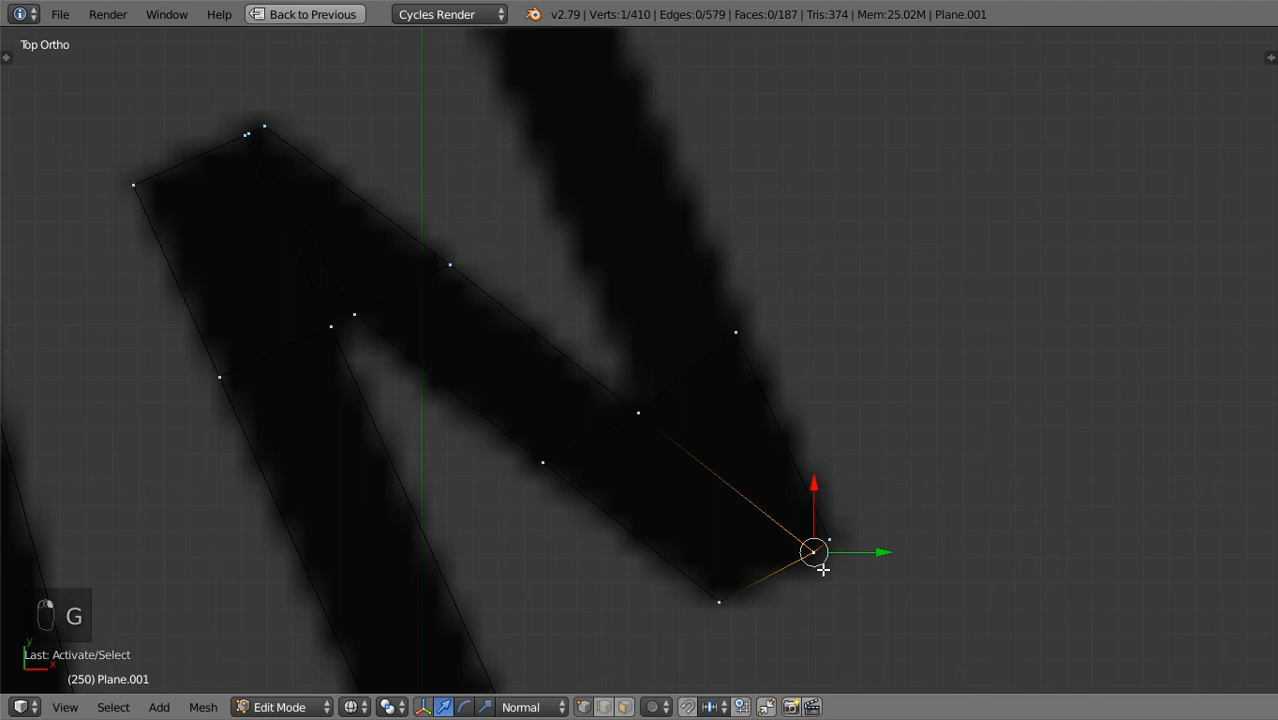 File Render Window Help Back to Previous Cycles Render v2.79 | Verts:1/410 | Edges:0/579 | Faces:0/187 | Tris:374 | Mem:25.02M | Plane.001
Top Ortho
G
y
Last: Activate/Select
x
(250) Plane.001
View Select Add Mesh Edit Mode Normal